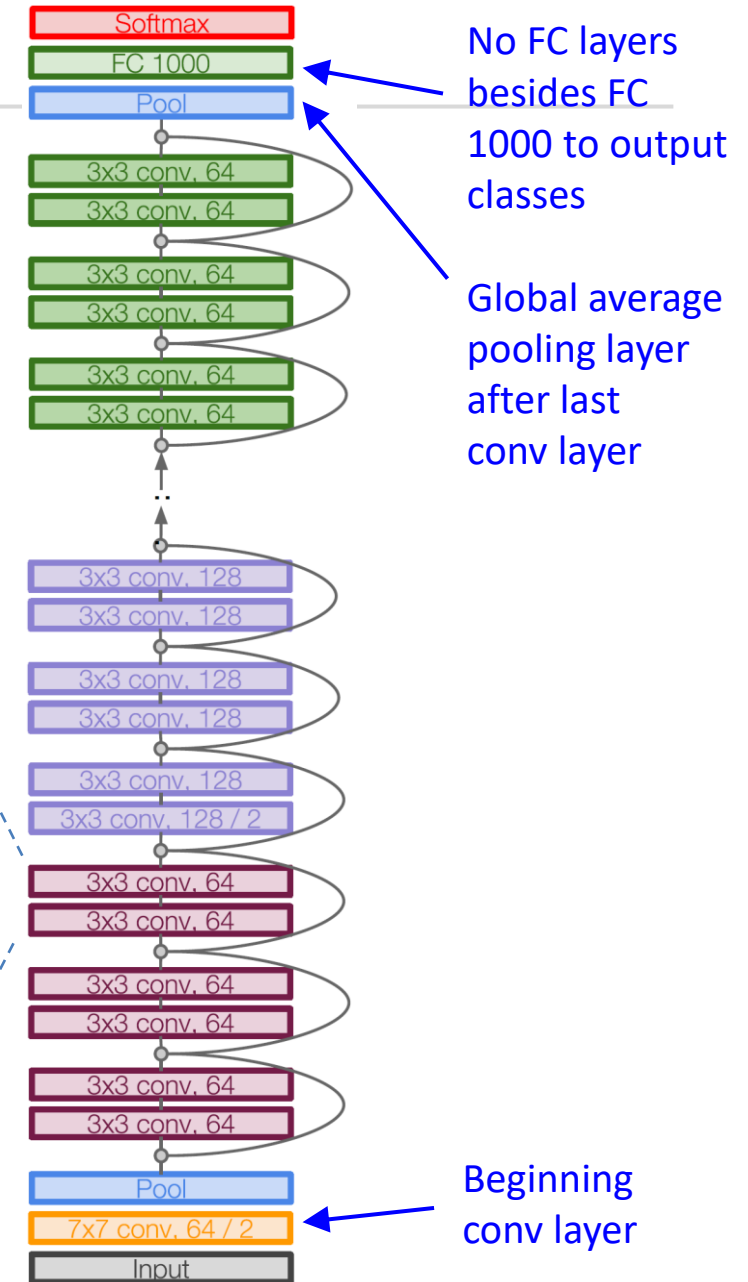 Softmax
FC 1000
Pool
3x3 conv, 64
3x3 conv, 64
3x3 conv, 64
3x3 conv, 64
3x3 conv, 64
3x3 conv, 64
..
.
3x3 conv, 128
3x3 conv, 128
3x3 conv, 128
3x3 conv, 128
3x3 conv, 128
3x3 conv, 128 / 2
3x3 conv, 64
3x3 conv, 64
3x3 conv, 64
3x3 conv, 64
3x3 conv, 64
3x3 conv, 64
Pool
7x7 conv, 64 / 2
Input
No FC layers
besides FC
1000 to output
classes
Global average
pooling layer
after last
conv layer
Beginning
conv layer